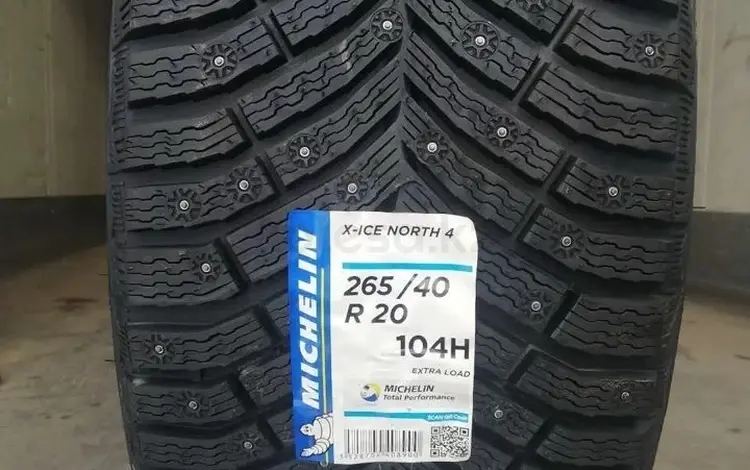 MICHELIN
X-ICE NORTH 4
265/40
R 20
104H
EXTRA LOAD
MICHELIN
Total Performance